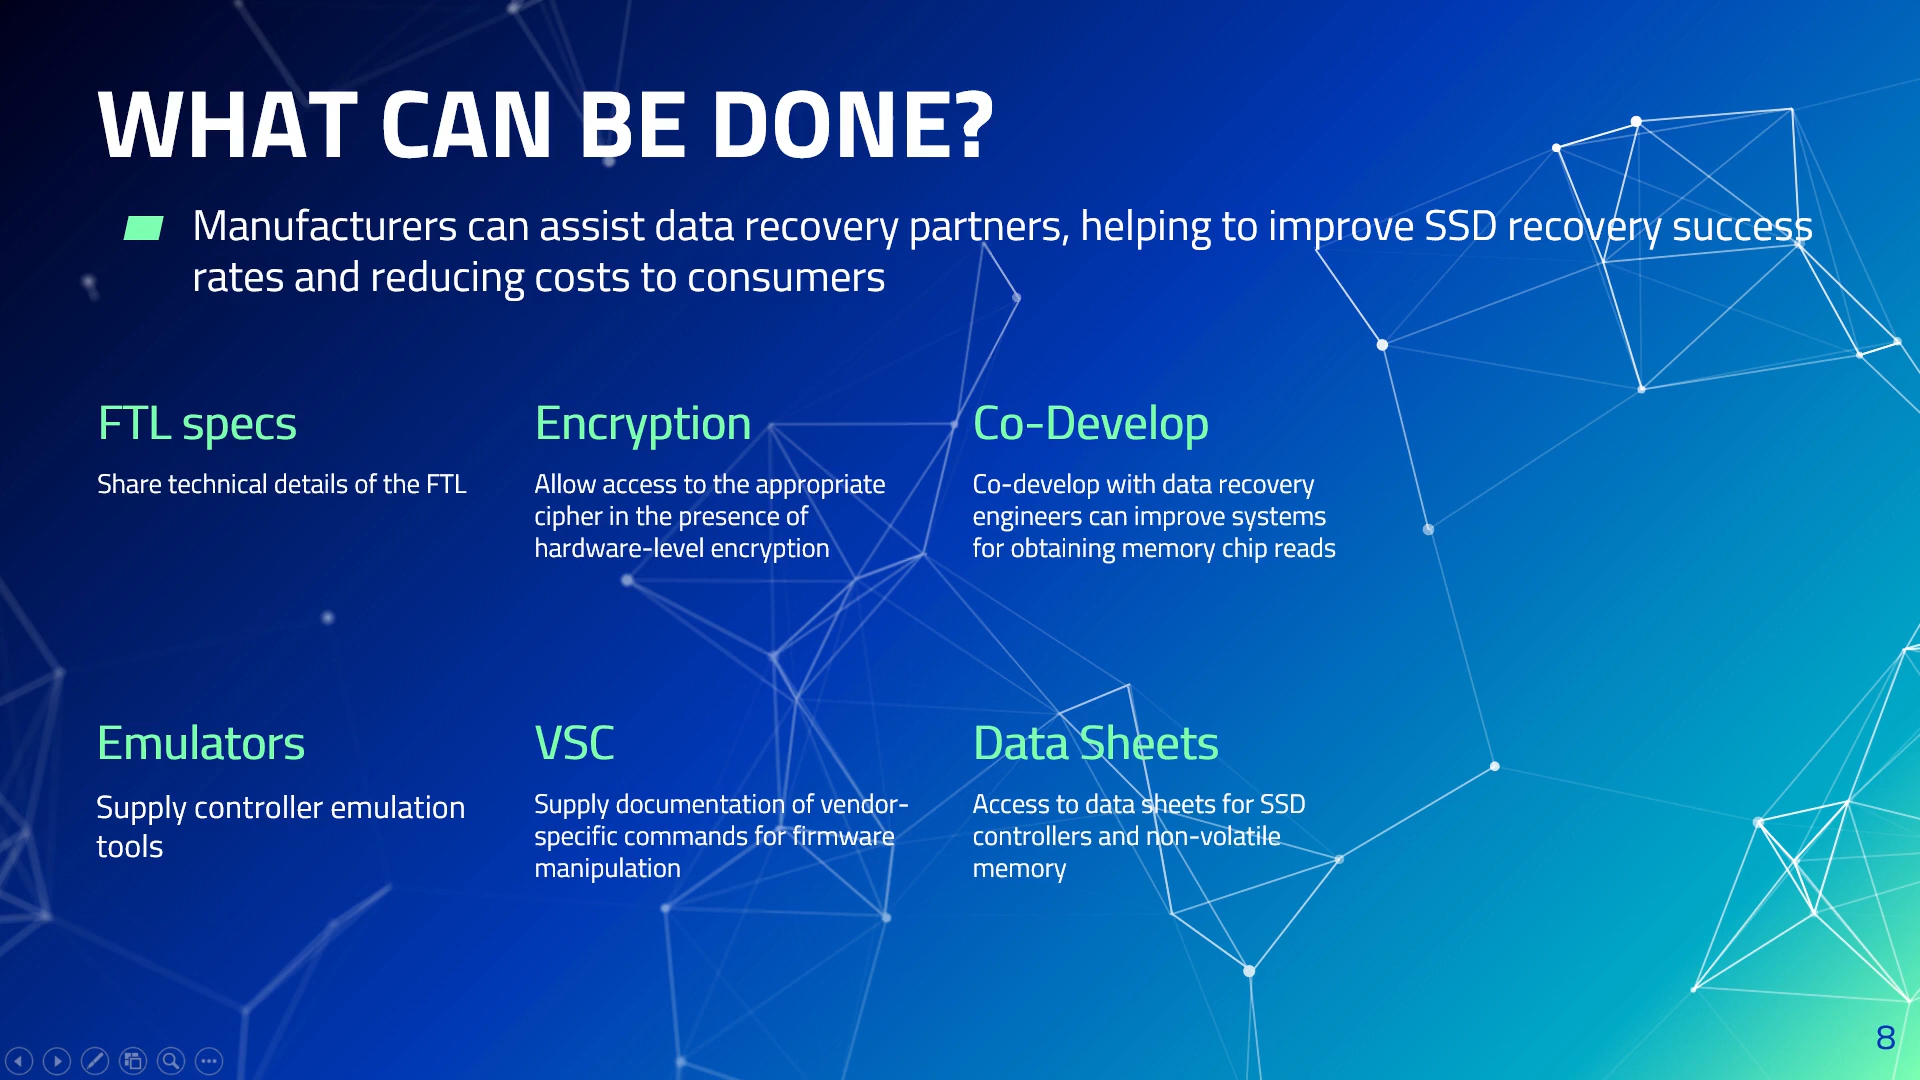 WHAT CAN BE DONE?
Manufacturers can assist data recovery partners, helping to improve SSD recovery success
rates and reducing costs to consumers
FTL specs
Share technical details of the FTL
Encryption
Allow access to the appropriate
cipher in the presence of
hardware-level encryption
Co-Develop
Co-develop with data recovery
engineers can improve systems
for obtaining memory chip reads
Emulators
Supply controller emulation
tools
VSC
Supply documentation of vendor-
specific commands for firmware
manipulation
Data Sheets
Access to data sheets for SSD
controllers and non-volatile
memory
8